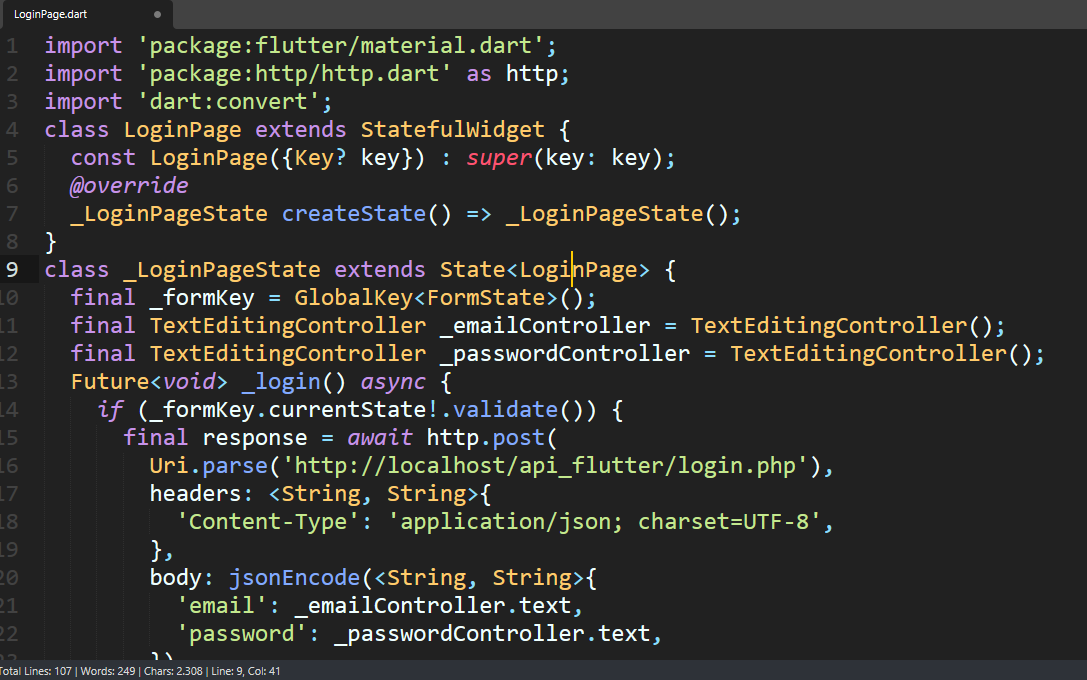 LoginPage.dart
1 import 'package:flutter/material.dart';
2 import 'package:http/http.dart' as http;
3 import 'dart:convert';
4 class LoginPage extends StatefulWidget {
5   const LoginPage({Key? key}) : super(key: key);
6   @override
7   _LoginPageState createState() => _LoginPageState();
8 }
9 class _LoginPageState extends State<LoginPage> {
10   final _formKey = GlobalKey<FormState>();
11   final TextEditingController _emailController = TextEditingController();
12   final TextEditingController _passwordController = TextEditingController();
13   Future<void> _login() async {
14     if (_formKey.currentState!.validate()) {
15       final response = await http.post(
16         Uri.parse('http://localhost/api_flutter/login.php'),
17         headers: <String, String>{
18           'Content-Type': 'application/json; charset=UTF-8',
19         },
20         body: jsonEncode(<String, String>{
21           'email': _emailController.text,
22           'password': _passwordController.text,
23         })
Total Lines: 107 | Words: 249 | Chars: 2.308 | Line: 9, Col: 41